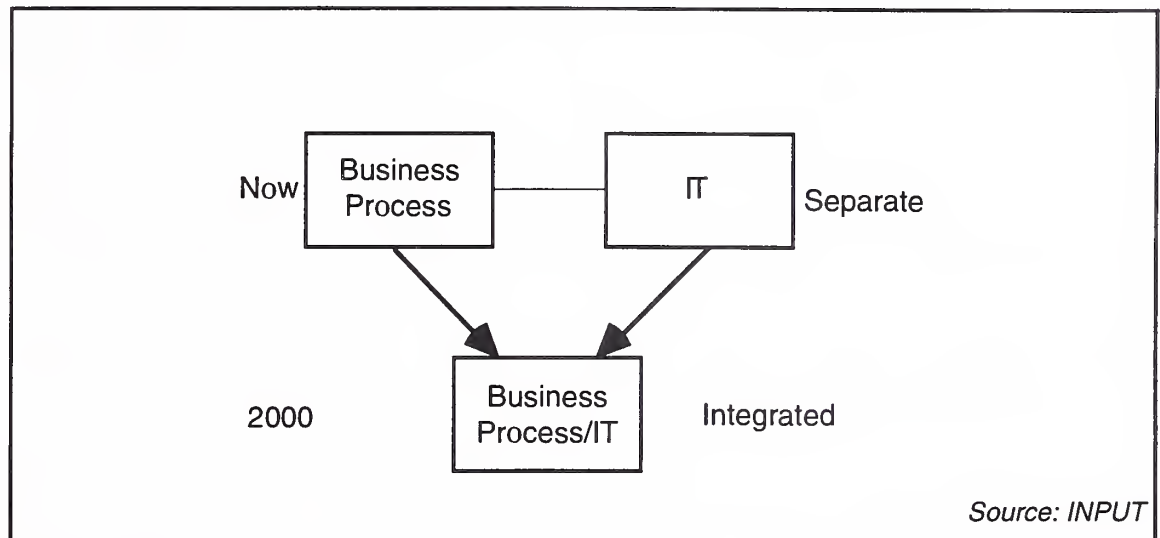 Now
Business
Process
IT
Separate
2000
Business
Process/IT
Integrated
Source: INPUT